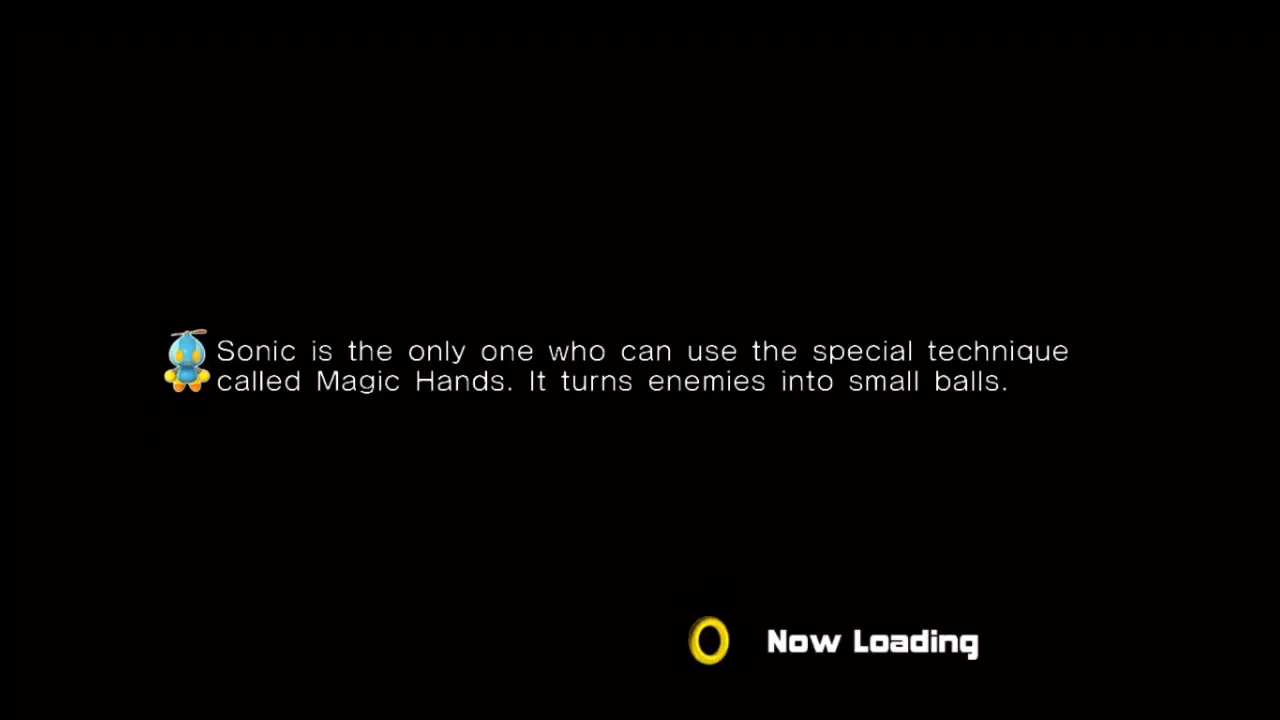 Sonic is the only one who can use the special technique
called Magic Hands. It turns enemies into small balls.
Now Loading